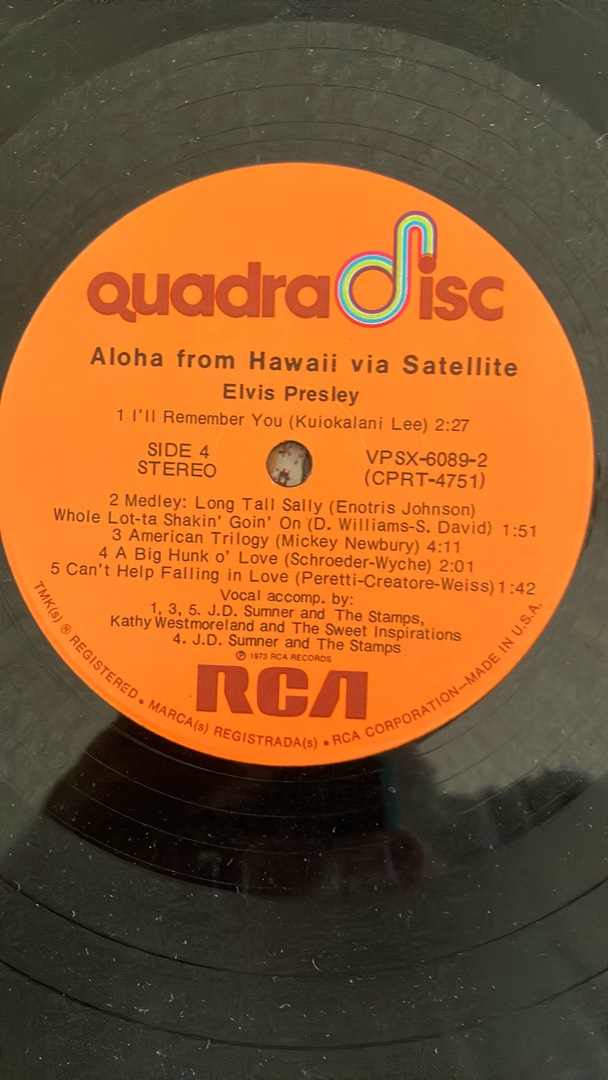 quadradisc
Aloha from Hawaii via Satellite
Elvis Presley
1 I'll Remember You (Kuiokalani Lee) 2:27
SIDE 4
STEREO
VPSX-6089-2
(CPRT-4751)
2 Medley: Long Tall Sally (Enotris Johnson)
Whole Lot-ta Shakin' Goin' On (D. Williams-S. David) 1:51
3 American Trilogy (Mickey Newbury) 4:11
4 A Big Hunk o' Love (Schroeder-Wyche) 2:01
5 Can't Help Falling in Love (Peretti-Creatore-Weiss) 1:42
Vocal accomp. by:
1, 3, 5. J.D. Sumner and The Stamps,
Kathy Westmoreland and The Sweet Inspirations
4. J.D. Sumner and The Stamps
℗ 1973 RCA RECORDS
RCA
TMK(s) ® REGISTERED • MARCA(s) REGISTRADA(s) • RCA CORPORATION—MADE IN U.S.A.